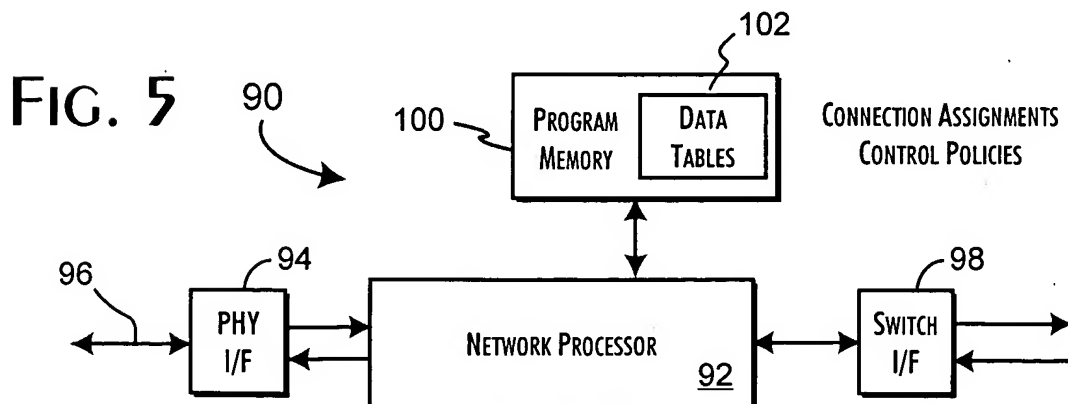 FIG. 5
90
102
100
PROGRAM
MEMORY
DATA
TABLES
CONNECTION ASSIGNMENTS
CONTROL POLICIES
96
94
98
PHY
I/F
NETWORK PROCESSOR
92
SWITCH
I/F